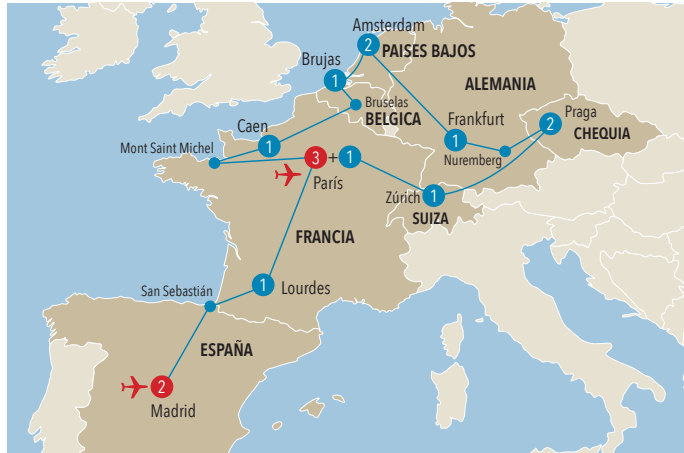 Amsterdam
2
PAISES BAJOS
Brujas
1
ALEMANIA
Bruselas
BELGICA
Frankfurt
1
Praga
2
CHEQUIA
Caen
1
Nuremberg
Mont Saint Michel
3 + 1
París
Zúrich
1
SUIZA
FRANCIA
San Sebastián
1
Lourdes
ESPAÑA
2
Madrid